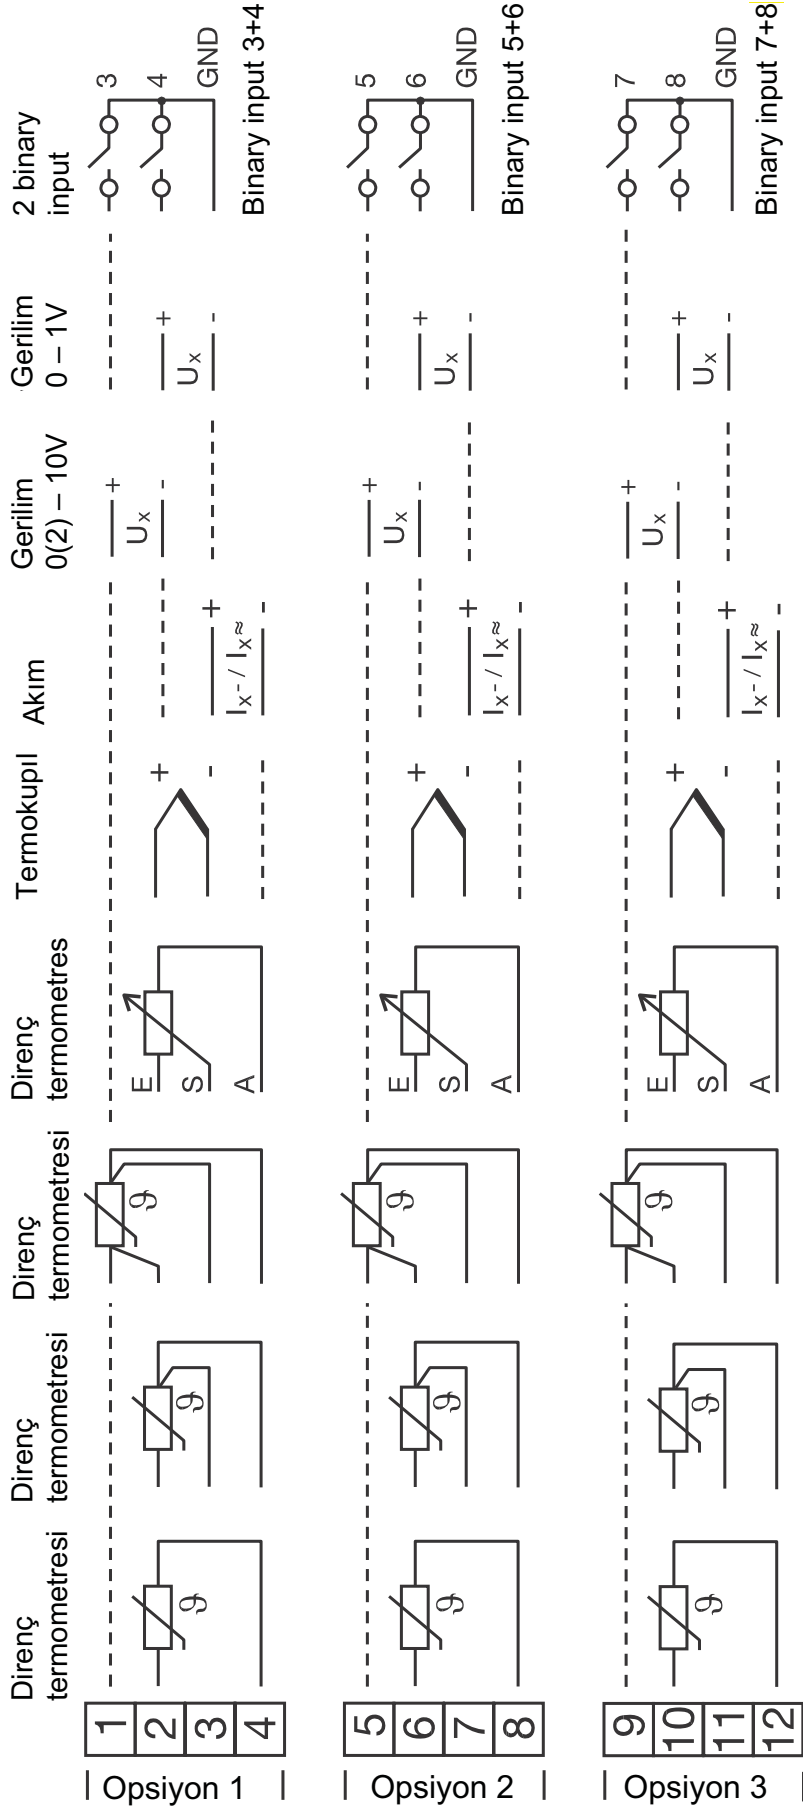 Direnç
termometresi
Direnç
termometresi
Direnç
termometresi
Direnç
termometres
Termokupıl
Akım
Gerilim
0(2) – 10V
Gerilim
0 – 1V
2 binary
input
Opsiyon 1
1
2
3
4
ϑ
ϑ
ϑ
E
S
A
+
-
+
Ix- / Ix≈
-
+
Ux
-
+
Ux
-
3
4
GND
Binary input 3+4
Opsiyon 2
5
6
7
8
ϑ
ϑ
ϑ
E
S
A
+
-
+
Ix- / Ix≈
-
+
Ux
-
+
Ux
-
5
6
GND
Binary input 5+6
Opsiyon 3
9
10
11
12
ϑ
ϑ
ϑ
E
S
A
+
-
+
Ix- / Ix≈
-
+
Ux
-
+
Ux
-
7
8
GND
Binary input 7+8